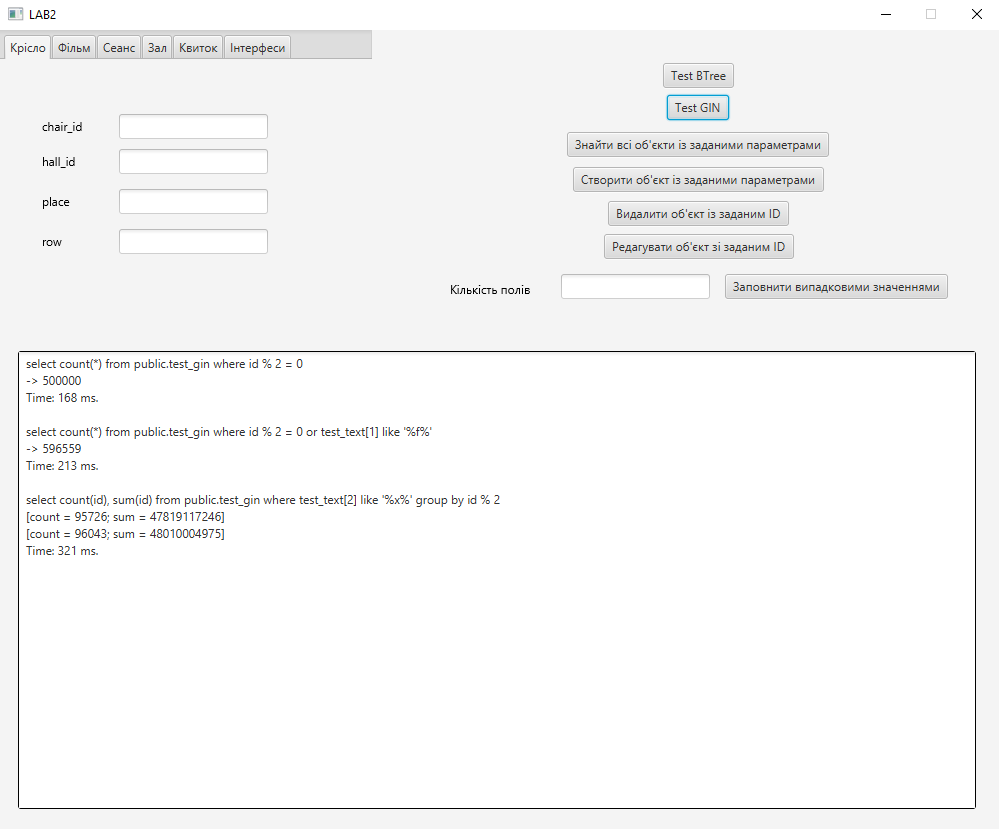 LAB2
Крісло Фільм Сеанс Зал Квиток Інтерфеси
Test BTree
Test GIN
chair_id
Знайти всі об'єкти із заданими параметрами
hall_id
Створити об'єкт із заданими параметрами
place
Видалити об'єкт із заданим ID
row
Редагувати об'єкт зі заданим ID
Кількість полів
Заповнити випадковими значеннями
select count(*) from public.test_gin where id % 2 = 0
-> 500000
Time: 168 ms.
select count(*) from public.test_gin where id % 2 = 0 or test_text[1] like '%f%'
-> 596559
Time: 213 ms.
select count(id), sum(id) from public.test_gin where test_text[2] like '%x%' group by id % 2
[count = 95726; sum = 47819117246]
[count = 96043; sum = 48010004975]
Time: 321 ms.